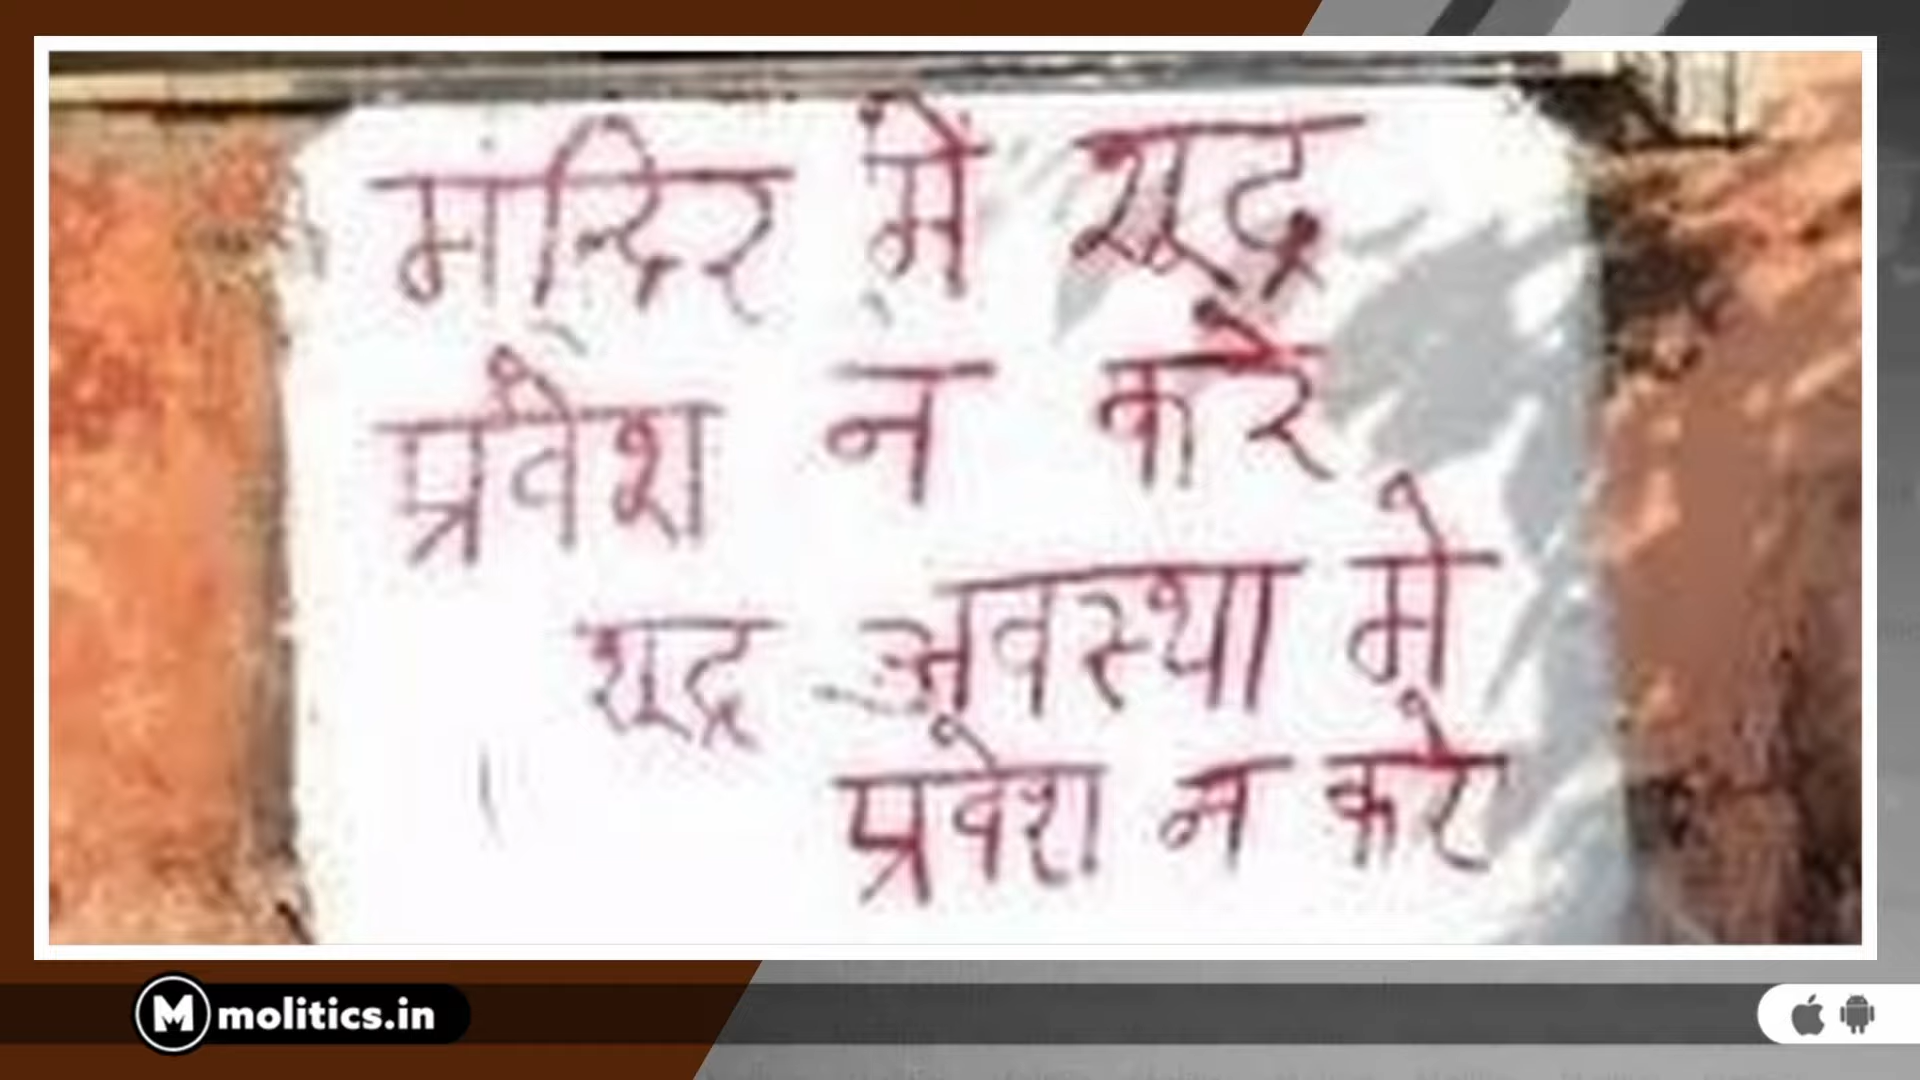 मन्दिर में शूद्र
प्रवेश न करे
शूद्र अवस्था मे
प्रवेश न करे
M molitics.in